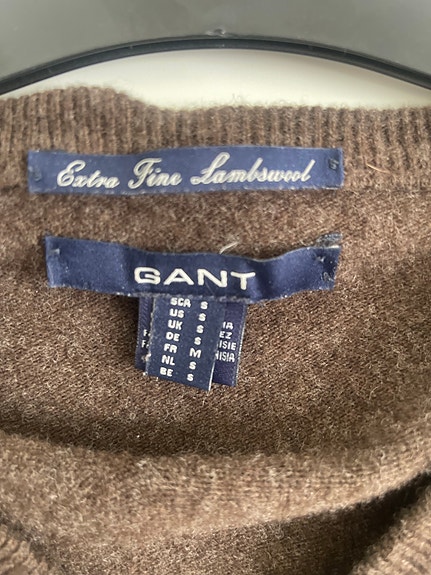 Extra Fine Lambswool
GANT
SCA S
US S
UK S
DE S
FR M
NL S
BE S